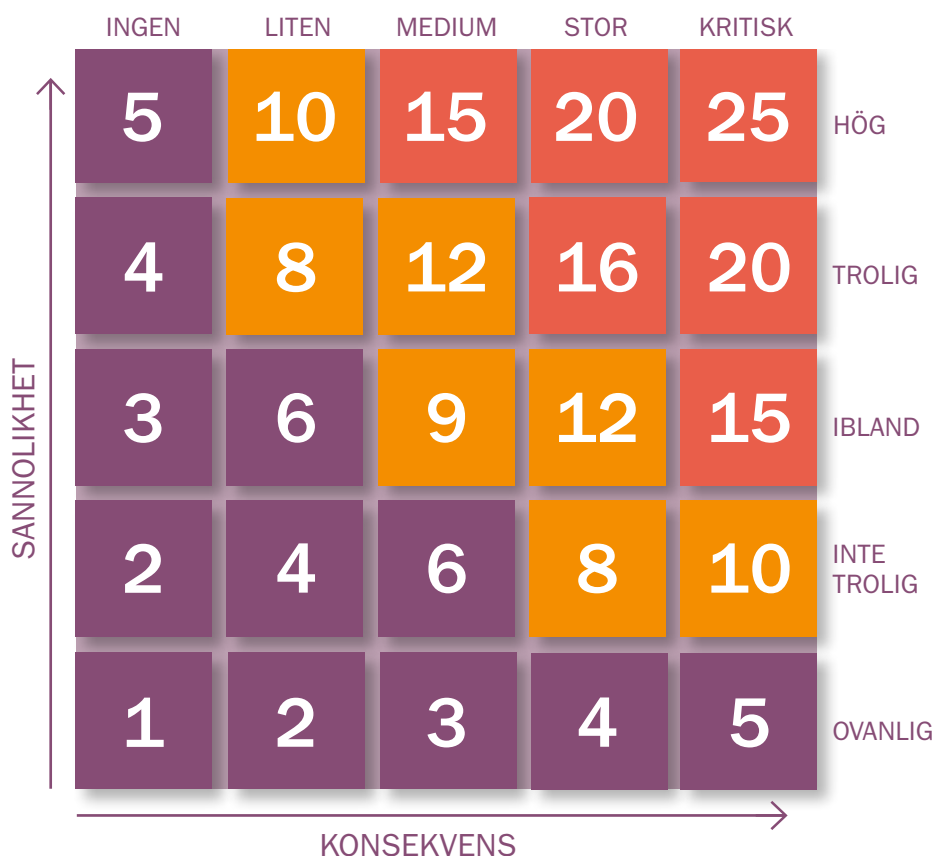 INGEN LITEN MEDIUM STOR KRITISK
5 10 15 20 25 HÖG
4 8 12 16 20 TROLIG
3 6 9 12 15 IBLAND
2 4 6 8 10 INTE
TROLIG
1 2 3 4 5 OVANLIG
SANNOLIKHET
KONSEKVENS